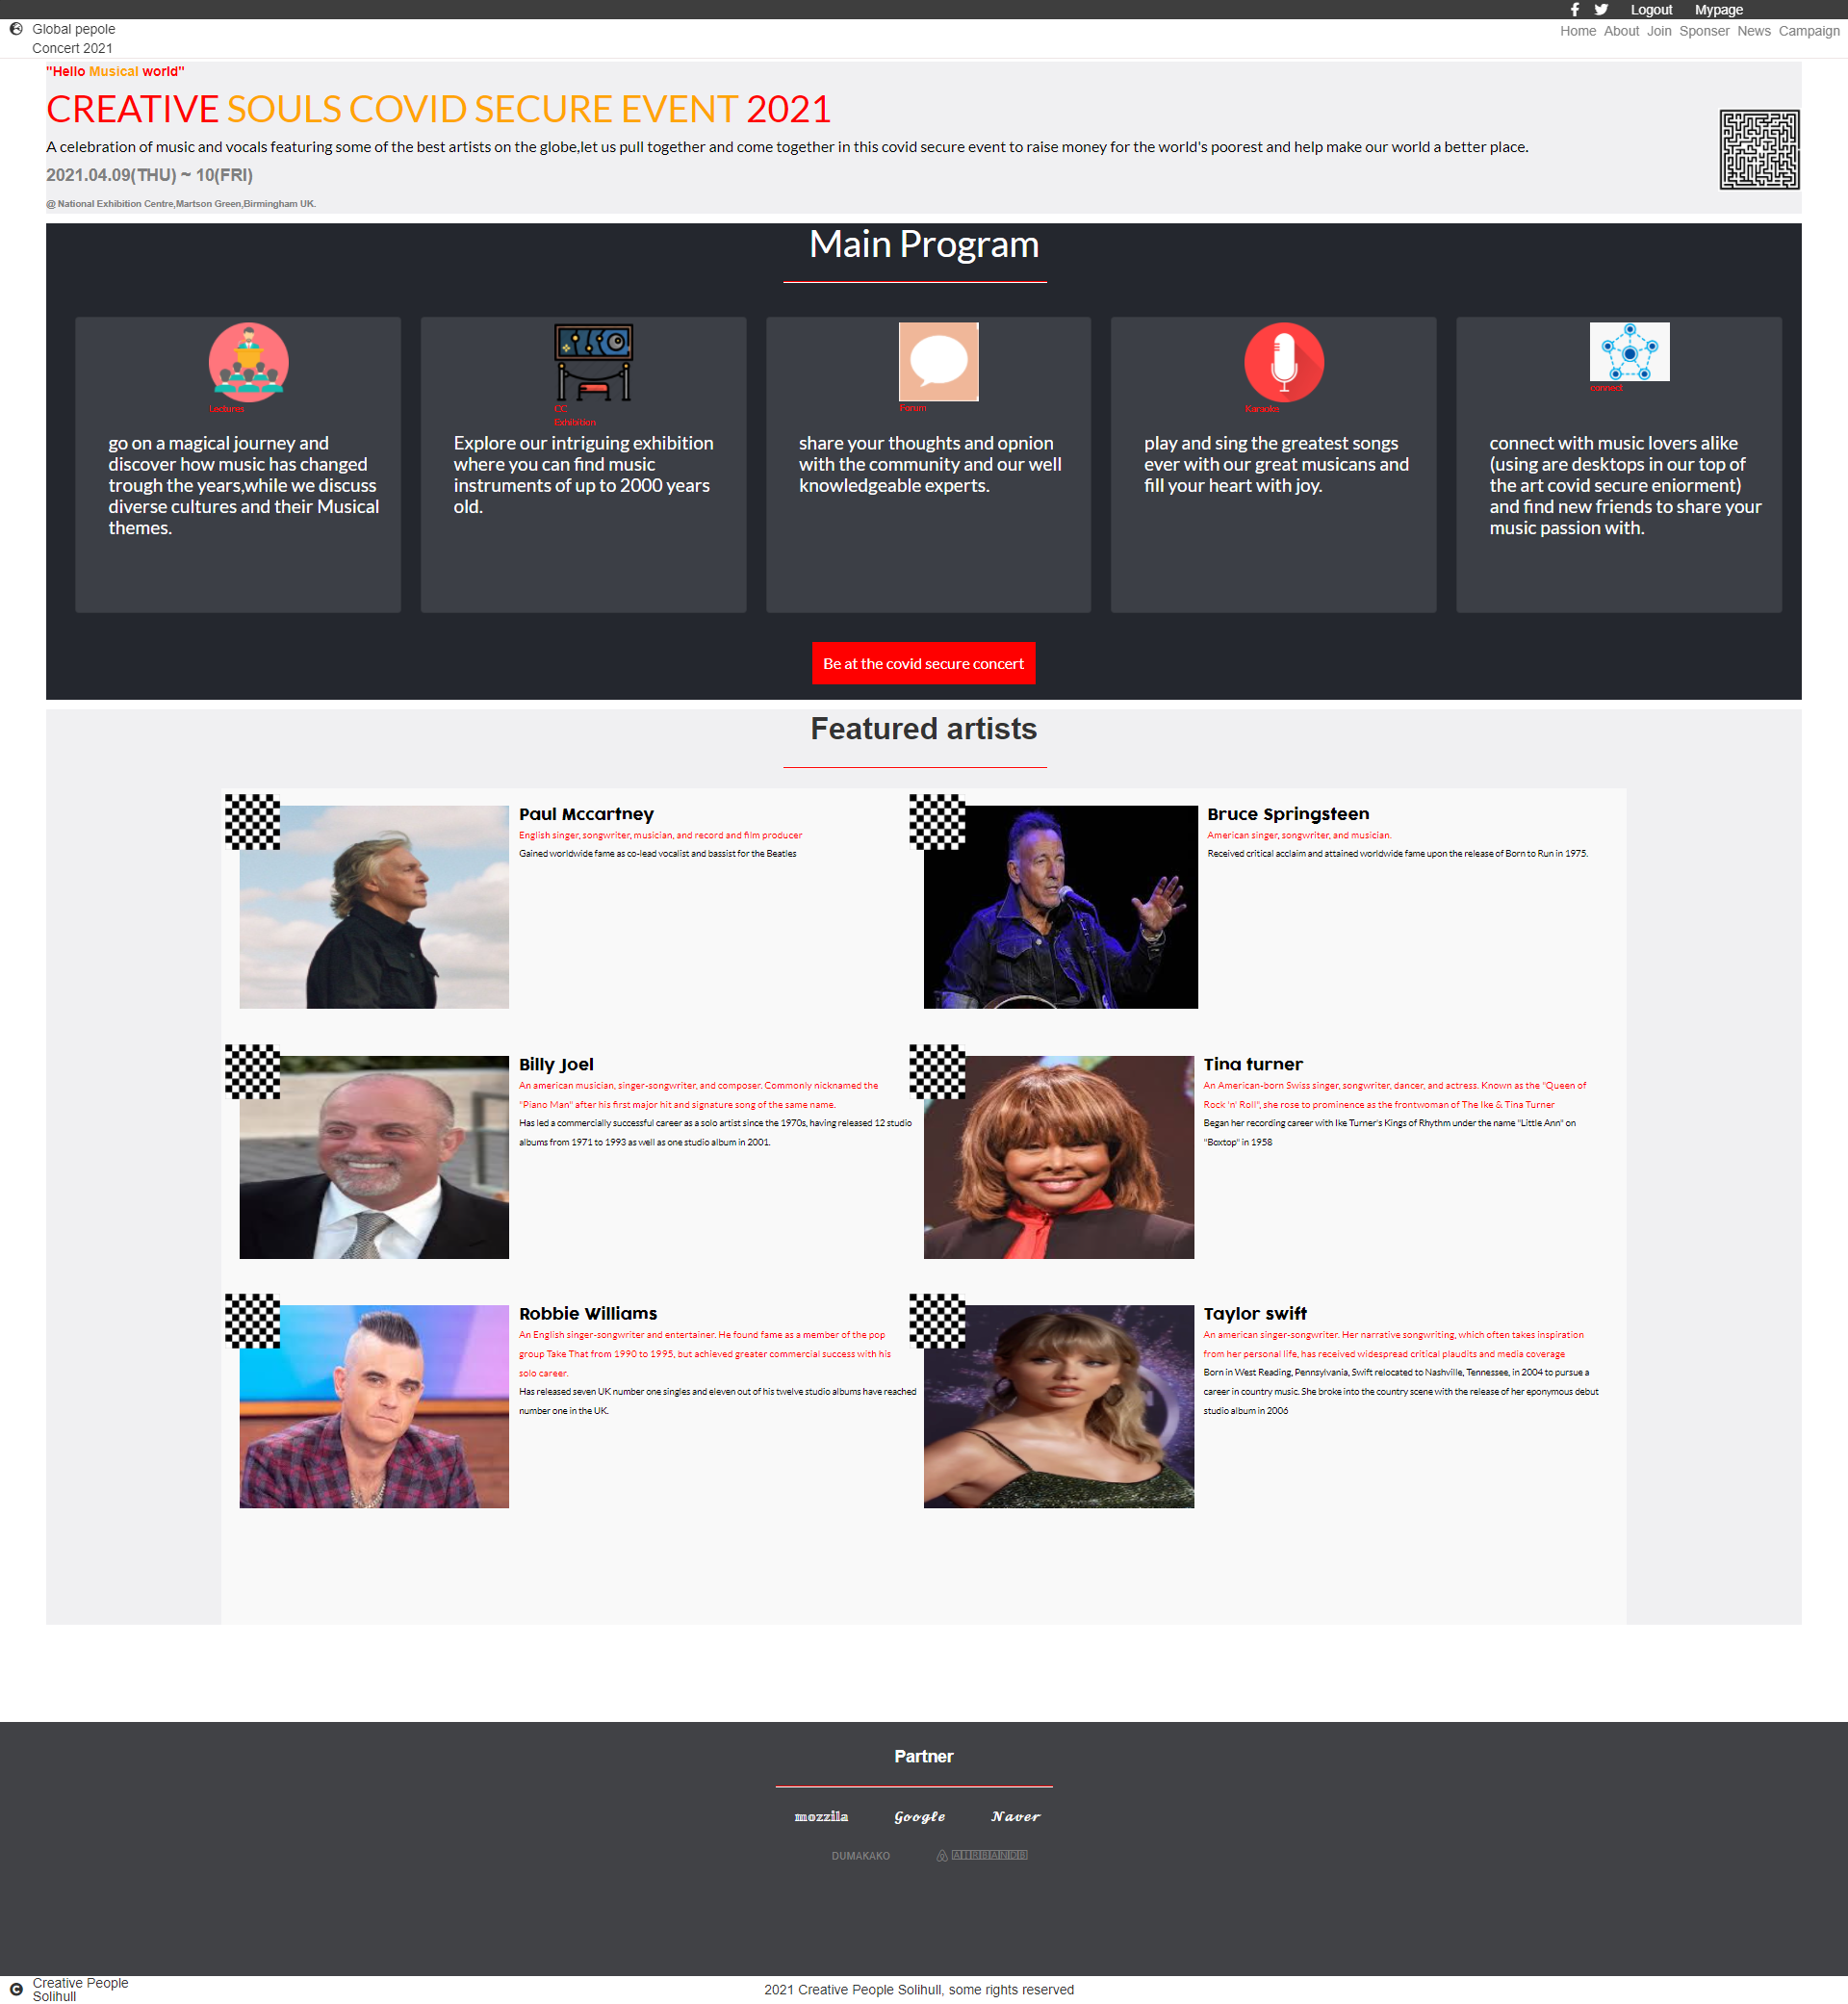 Logout Mypage
Global pepole
Concert 2021
Home About Join Sponser News Campaign
"Hello Musical world"
CREATIVE SOULS COVID SECURE EVENT 2021
A celebration of music and vocals featuring some of the best artists on the globe,let us pull together and come together in this covid secure event to raise money for the world's poorest and help make our world a better place.
2021.04.09(THU) ~ 10(FRI)
@ National Exhibition Centre,Martson Green,Birmingham UK.
Main Program
Lectures
go on a magical journey and
discover how music has changed
trough the years,while we discuss
diverse cultures and their Musical
themes.
CC
Exhibition
Explore our intriguing exhibition
where you can find music
instruments of up to 2000 years
old.
Forum
share your thoughts and opnion
with the community and our well
knowledgeable experts.
Karaoke
play and sing the greatest songs
ever with our great musicans and
fill your heart with joy.
connect
connect with music lovers alike
(using are desktops in our top of
the art covid secure eniorment)
and find new friends to share your
music passion with.
Be at the covid secure concert
Featured artists
Paul Mccartney
English singer, songwriter, musician, and record and film producer
Gained worldwide fame as co-lead vocalist and bassist for the Beatles
Bruce Springsteen
American singer, songwriter, and musician.
Received critical acclaim and attained worldwide fame upon the release of Born to Run in 1975.
Billy Joel
An american musician, singer-songwriter, and composer. Commonly nicknamed the
"Piano Man" after his first major hit and signature song of the same name.
Has led a commercially successful career as a solo artist since the 1970s, having released 12 studio
albums from 1971 to 1993 as well as one studio album in 2001.
Tina turner
An American-born Swiss singer, songwriter, dancer, and actress. Known as the "Queen of
Rock 'n' Roll", she rose to prominence as the frontwoman of The Ike & Tina Turner
Began her recording career with Ike Turner's Kings of Rhythm under the name "Little Ann" on
"Boxtop" in 1958
Robbie Williams
An English singer-songwriter and entertainer. He found fame as a member of the pop
group Take That from 1990 to 1995, but achieved greater commercial success with his
solo career.
Has released seven UK number one singles and eleven out of his twelve studio albums have reached
number one in the UK.
Taylor swift
An american singer-songwriter. Her narrative songwriting, which often takes inspiration
from her personal life, has received widespread critical plaudits and media coverage
Born in West Reading, Pennsylvania, Swift relocated to Nashville, Tennessee, in 2004 to pursue a
career in country music. She broke into the country scene with the release of her eponymous debut
studio album in 2006
Partner
mozzila Google Naver
DUMAKAKO AIRBANDB
Creative People
Solihull
2021 Creative People Solihull, some rights reserved